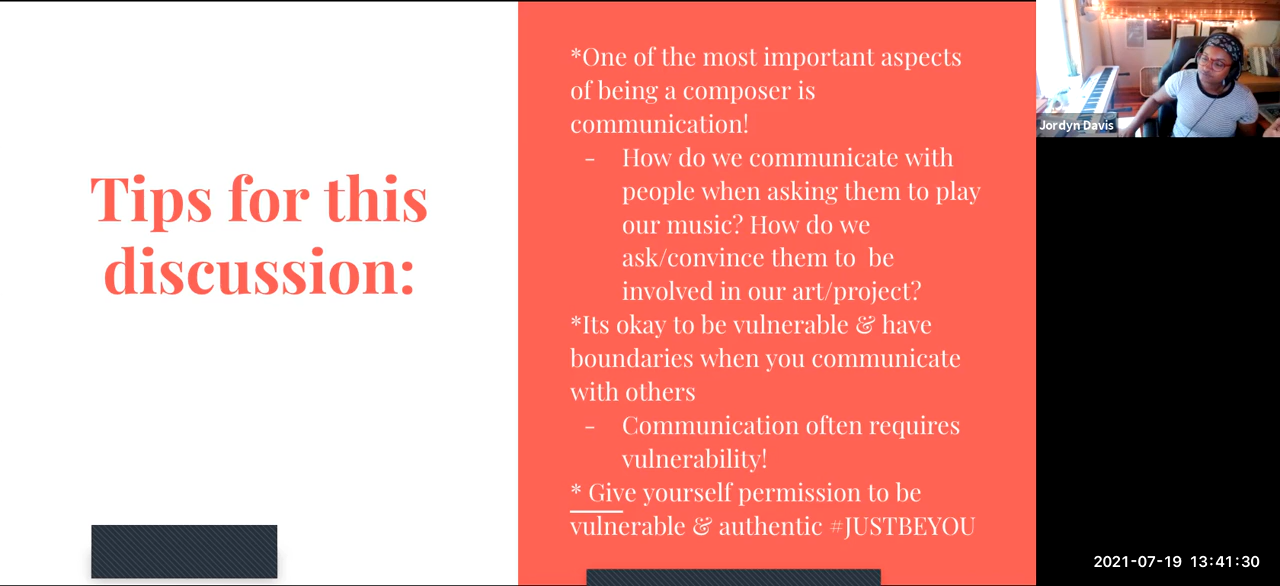 Tips for this
discussion:
*One of the most important aspects
of being a composer is
communication!
- How do we communicate with
people when asking them to play
our music? How do we
ask/convince them to  be
involved in our art/project?
*Its okay to be vulnerable & have
boundaries when you communicate
with others
- Communication often requires
vulnerability!
* Give yourself permission to be
vulnerable & authentic #JUSTBEYOU
Jordyn Davis
2021-07-19 13:41:30